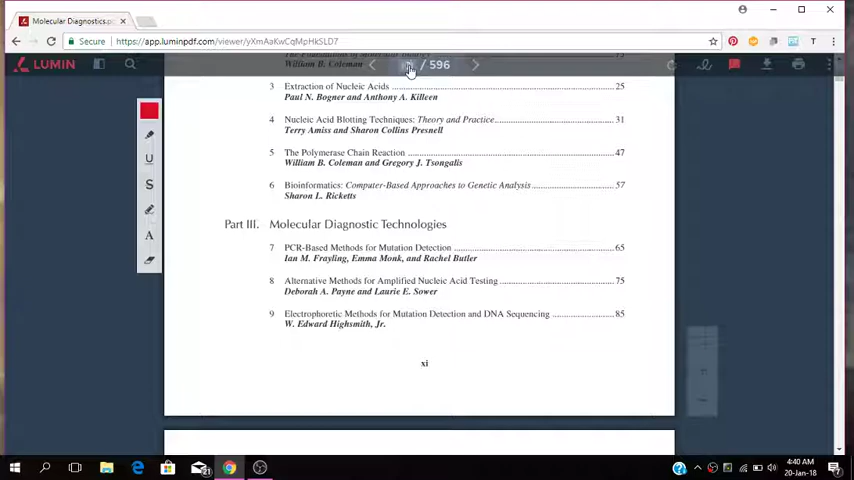 Molecular Diagnostics.pd
Secure
https://app.luminpdf.com/viewer/yXmAaKwCqMpHkSLD7
LUMIN
/ 596
William B. Coleman
3 Extraction of Nucleic Acids 25
Paul N. Bogner and Anthony A. Killeen
4 Nucleic Acid Blotting Techniques: Theory and Practice 31
Terry Amiss and Sharon Collins Presnell
5 The Polymerase Chain Reaction 47
William B. Coleman and Gregory J. Tsongalis
6 Bioinformatics: Computer-Based Approaches to Genetic Analysis 57
Sharon L. Ricketts
Part III. Molecular Diagnostic Technologies
7 PCR-Based Methods for Mutation Detection 65
Ian M. Frayling, Emma Monk, and Rachel Butler
8 Alternative Methods for Amplified Nucleic Acid Testing 75
Deborah A. Payne and Laurie E. Sower
9 Electrophoretic Methods for Mutation Detection and DNA Sequencing 85
W. Edward Highsmith, Jr.
xi
U
S
A
T
21
4:40 AM
20-Jan-18
7